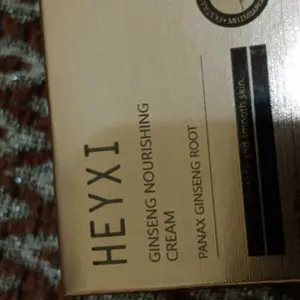 HEYXI
GINSENG NOURISHING
CREAM
PANAX GINSENG ROOT
smooth skin.